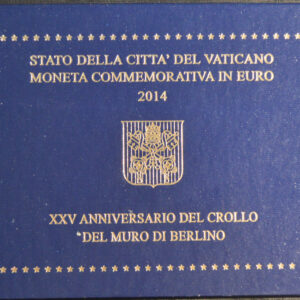 STATO DELLA CITTA' DEL VATICANO
MONETA COMMEMORATIVA IN EURO
2014
XXV ANNIVERSARIO DEL CROLLO
DEL MURO DI BERLINO